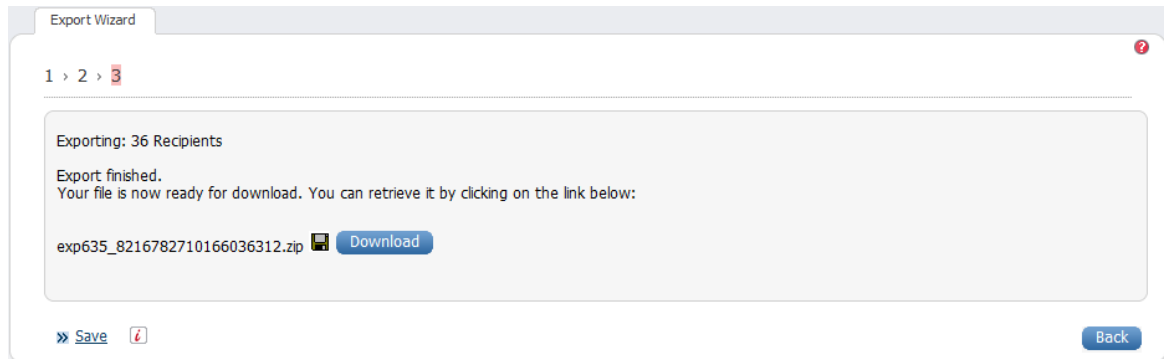 Export Wizard
?
1 › 2 › 3
Exporting: 36 Recipients
Export finished.
Your file is now ready for download. You can retrieve it by clicking on the link below:
exp635_8216782710166036312.zip Download
» Save i
Back